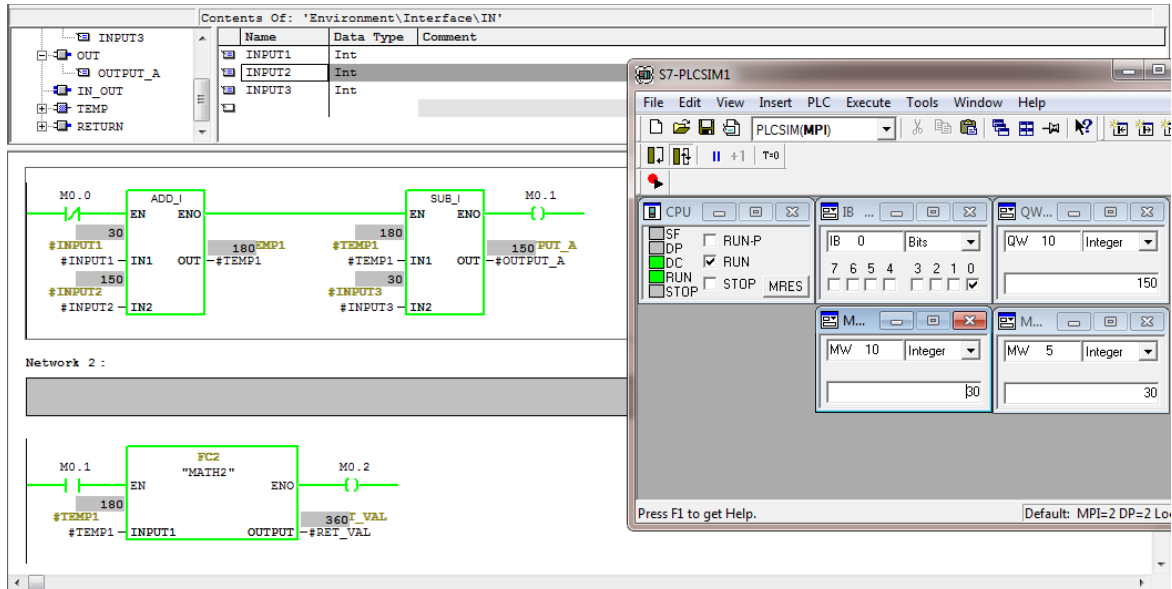 Contents Of: 'Environment\Interface\IN'
INPUT3
OUT
OUTPUT_A
IN_OUT
TEMP
RETURN
Name Data Type Comment
INPUT1 Int
INPUT2 Int
INPUT3 Int
M0.0 ADD_I SUB_I M0.1
EN ENO EN ENO
30 180
#INPUT1 180 EMP1 #TEMP1 150 PUT_A
#INPUT1 IN1 OUT #TEMP1 #TEMP1 IN1 OUT #OUTPUT_A
150 30
#INPUT2 #INPUT3
#INPUT2 IN2 #INPUT3 IN2
Network 2 :
FC2
M0.1 "MATH2" M0.2
EN ENO
180
#TEMP1 360 T_VAL
#TEMP1 INPUT1 OUTPUT #RET_VAL
S7-PLCSIM1
File Edit View Insert PLC Execute Tools Window Help
PLCSIM(MPI)
+1 T=0
CPU
SF
DP
DC
RUN
STOP
RUN-P
RUN
STOP MRES
IB ...
IB 0 Bits
7 6 5 4 3 2 1 0
QW...
QW 10 Integer
150
M...
MW 10 Integer
30
M...
MW 5 Integer
30
Press F1 to get Help. Default: MPI=2 DP=2 Lo